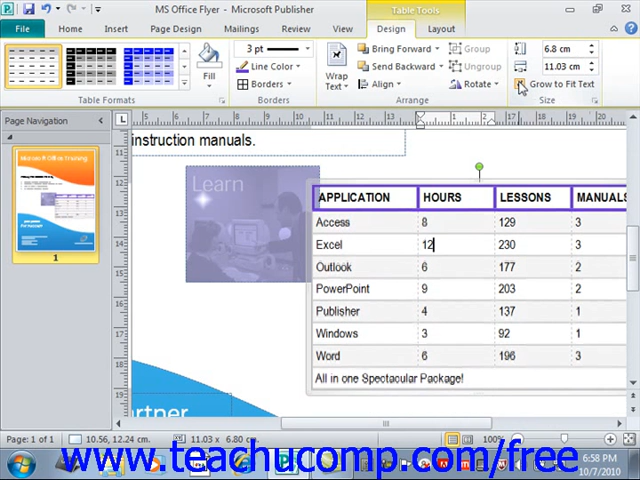 MS Office Flyer - Microsoft Publisher
Table Tools
File Home Insert Page Design Mailings Review View Design Layout
3 pt
6.8 cm
Line Color
11.03 cm
Borders
Grow to Fit Text
Fill
Wrap
Text
Bring Forward
Send Backward
Align
Group
Ungroup
Rotate
Table Formats Borders Arrange Size
Page Navigation
1
instruction manuals.
Learn
APPLICATION HOURS LESSONS MANUALS
Access 8 129 3
Excel 12 230 3
Outlook 6 177 2
PowerPoint 9 203 2
Publisher 4 137 1
Windows 3 92 1
Word 6 196 3
All in one Spectacular Package!
Page: 1 of 1 10.56, 12.24 cm. 11.03 x 6.80 cm. 100%
www.teachucomp.com/free
6:58 PM
10/7/2010